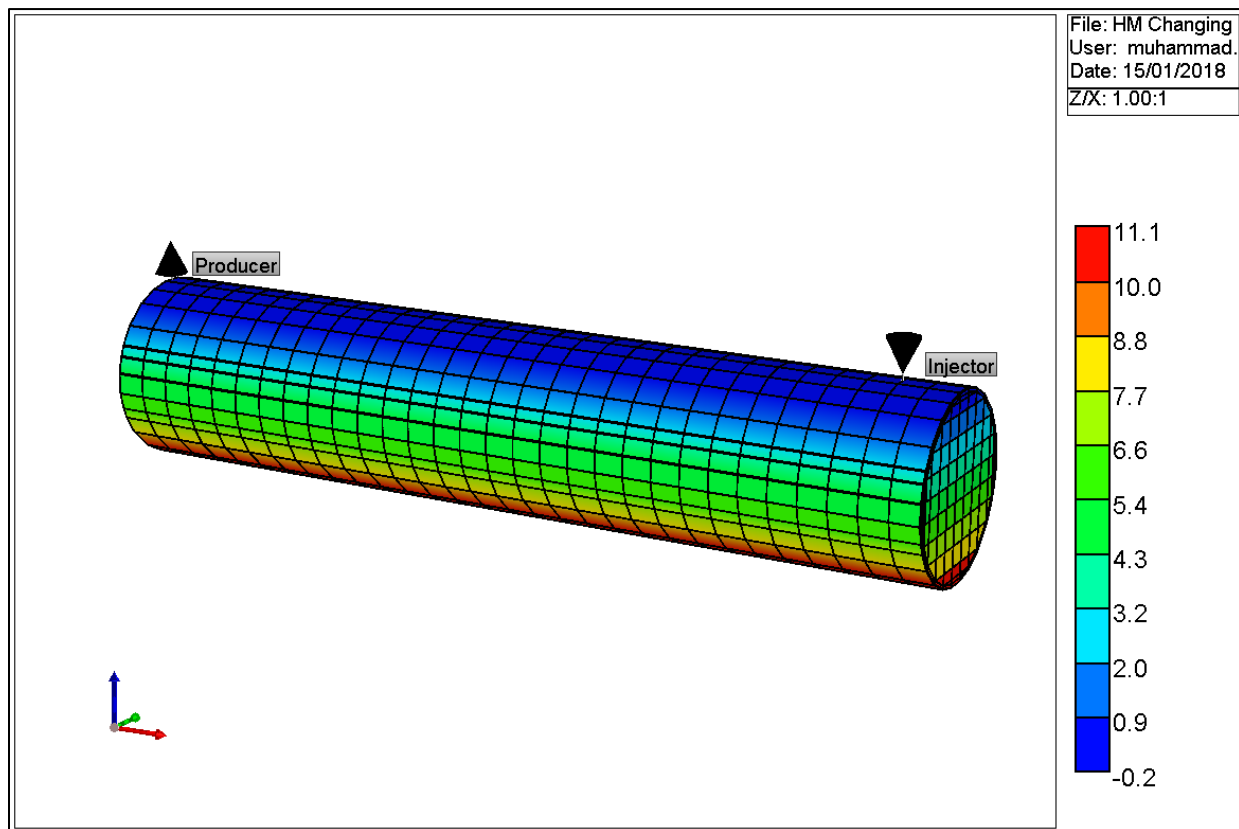 File: HM Changing
User: muhammad.
Date: 15/01/2018
Z/X: 1.00:1
Producer
Injector
11.1
10.0
8.8
7.7
6.6
5.4
4.3
3.2
2.0
0.9
-0.2